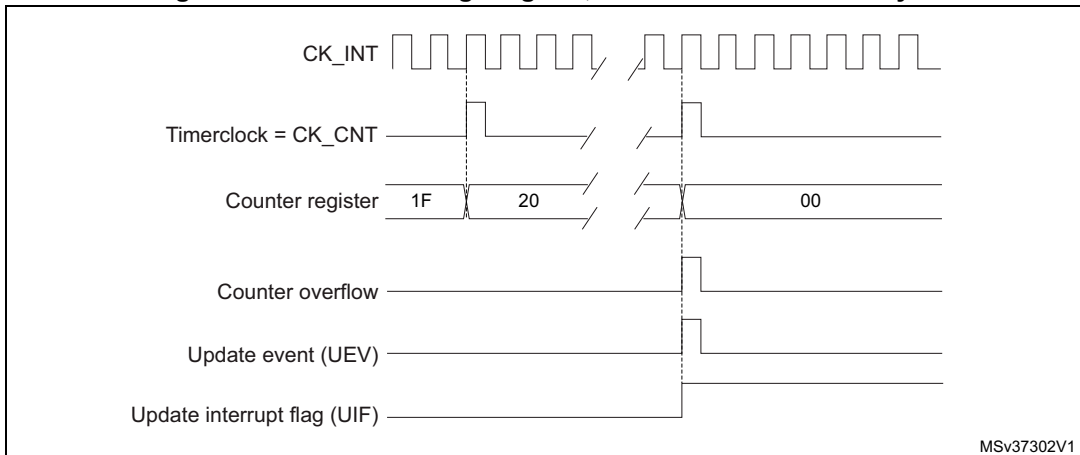 CK_INT
Timerclock = CK_CNT
Counter register 1F 20 00
Counter overflow
Update event (UEV)
Update interrupt flag (UIF)
MSv37302V1